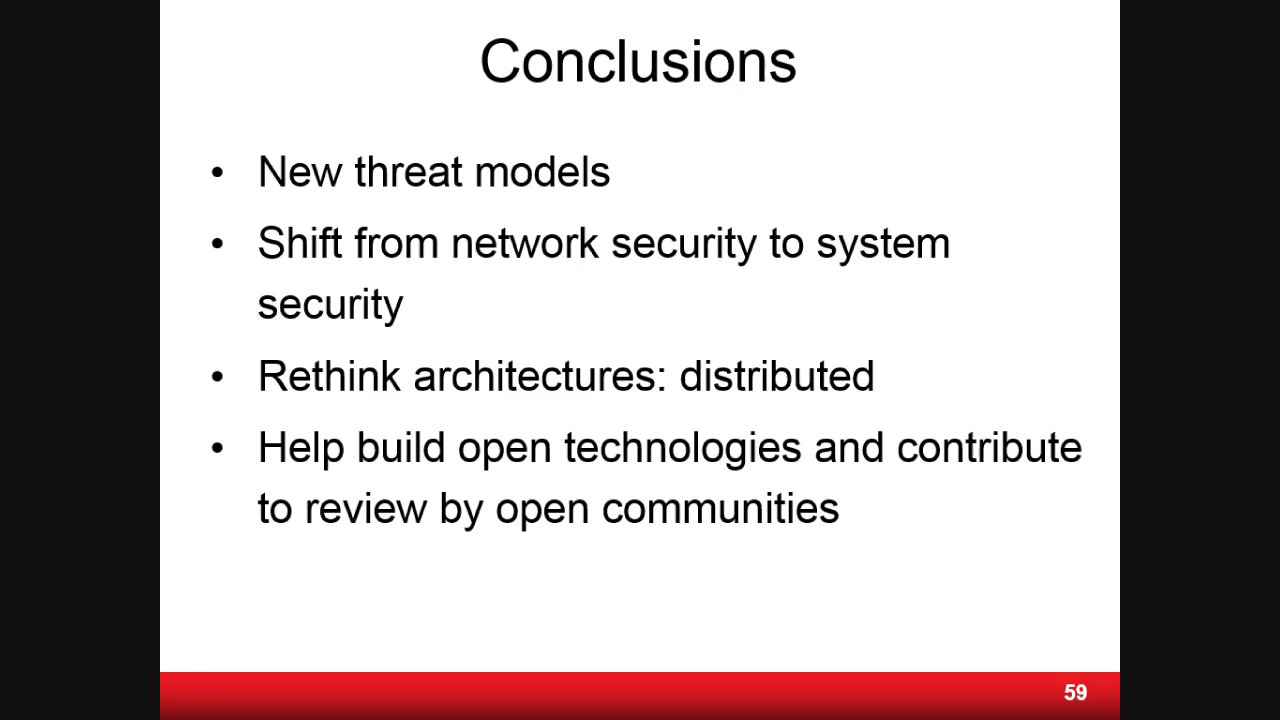 Conclusions
• New threat models
• Shift from network security to system
security
• Rethink architectures: distributed
• Help build open technologies and contribute
to review by open communities
59